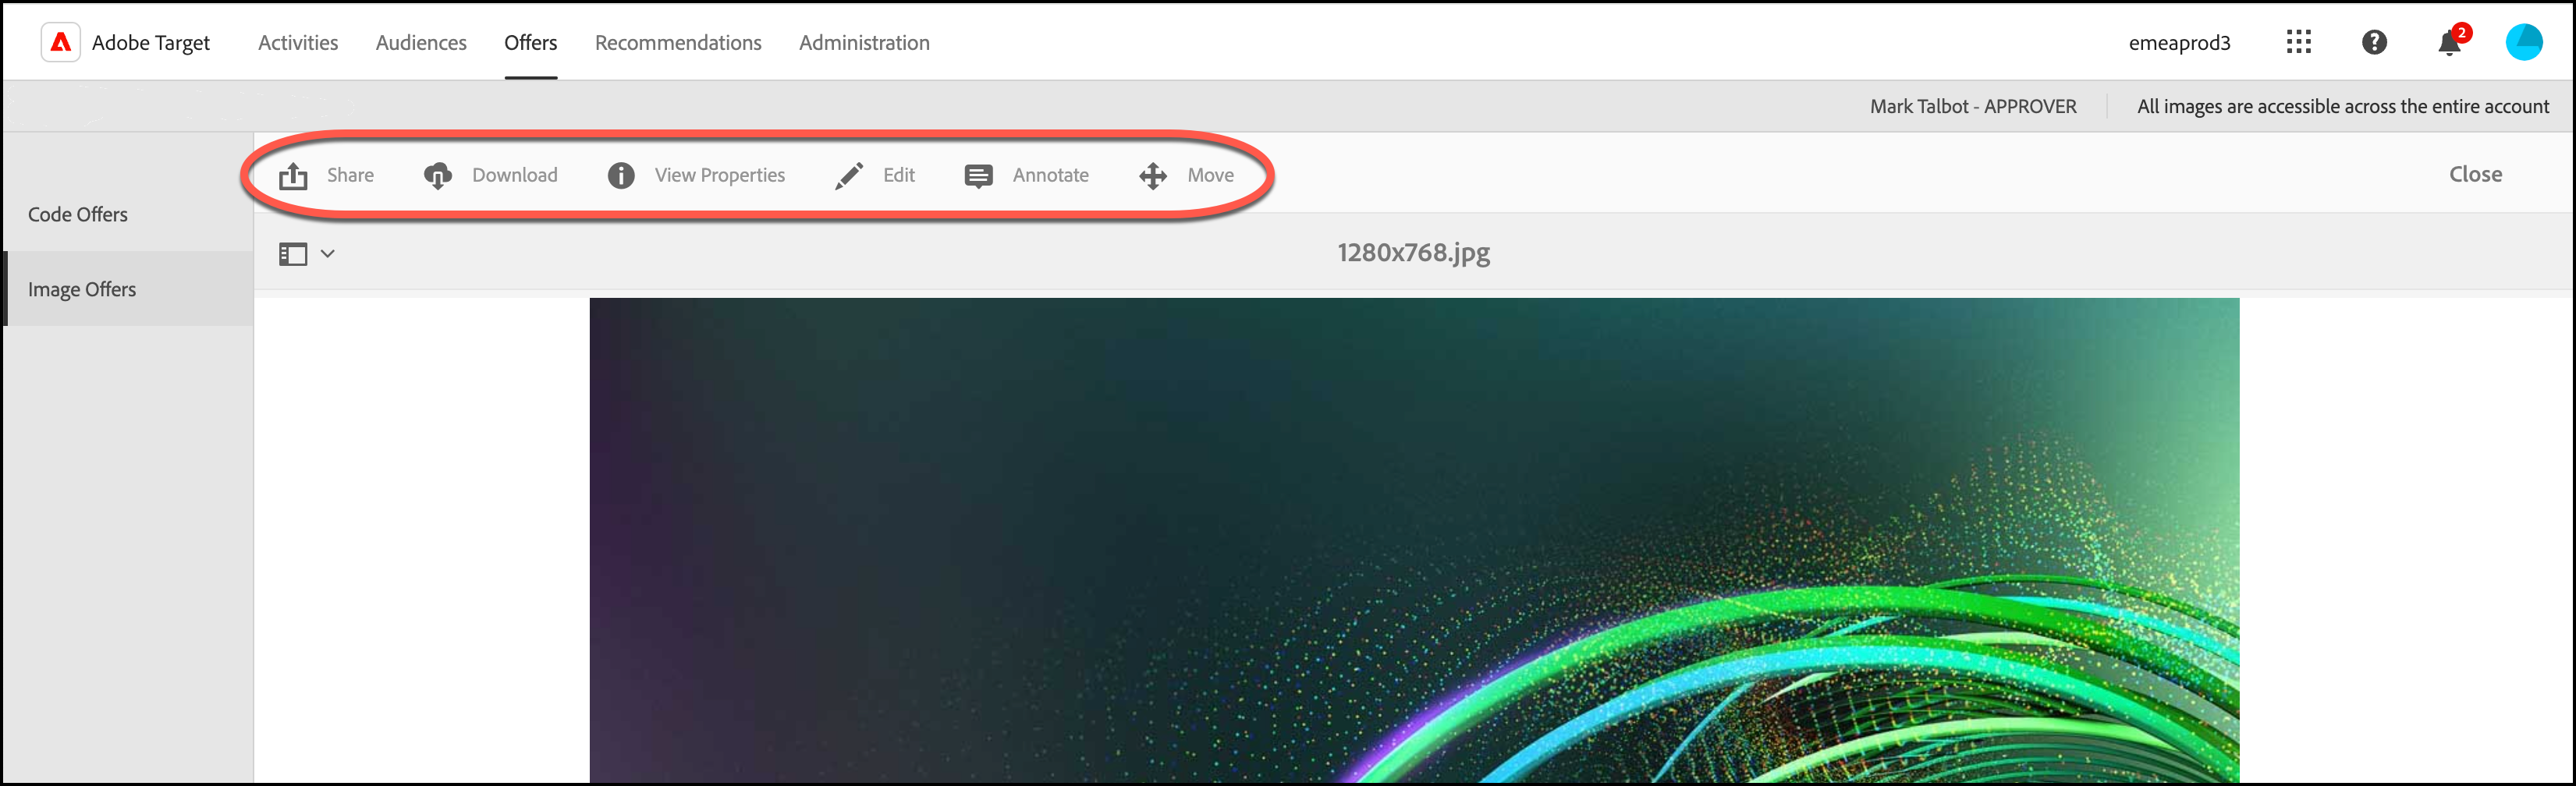 Adobe Target Activities Audiences Offers Recommendations Administration emeaprod3 2
Mark Talbot - APPROVER All images are accessible across the entire account
Share Download View Properties Edit Annotate Move Close
Code Offers
Image Offers
1280x768.jpg